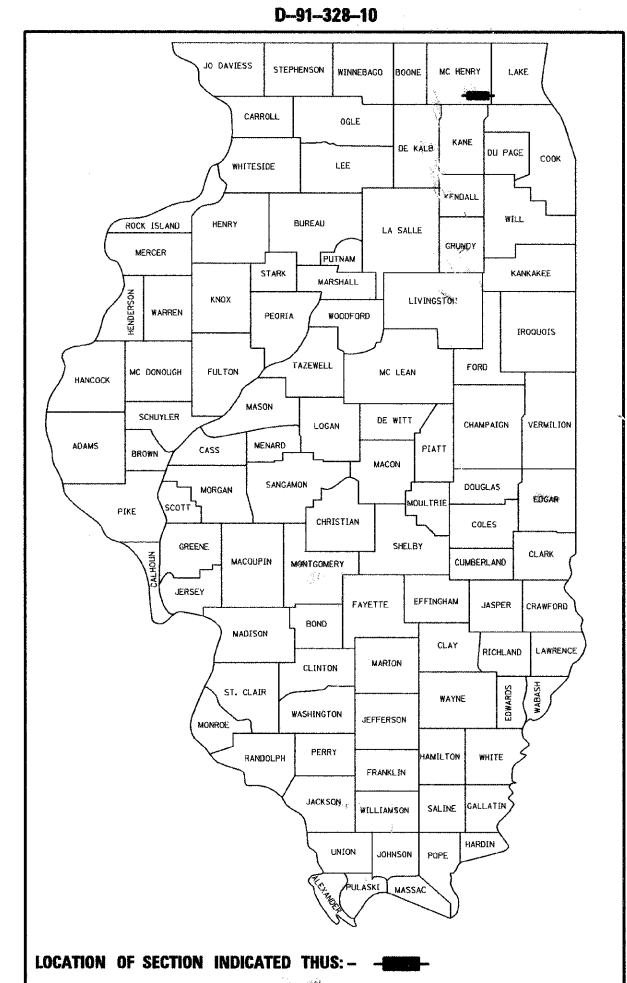 D-91-328-10
JO DAVIESS
STEPHENSON
WINNEBAGO
BOONE
MC HENRY
LAKE
CARROLL
OGLE
DE KALB
KANE
DU PAGE
COOK
WHITESIDE
LEE
KENDALL
WILL
ROCK ISLAND
HENRY
BUREAU
LA SALLE
GRUNDY
MERCER
PUTNAM
STARK
MARSHALL
KANKAKEE
HENDERSON
WARREN
KNOX
PEORIA
WOODFORD
LIVINGSTON
IROQUOIS
HANCOCK
MC DONOUGH
FULTON
TAZEWELL
MC LEAN
FORD
MASON
SCHUYLER
LOGAN
DE WITT
CHAMPAIGN
VERMILION
ADAMS
BROWN
CASS
MENARD
PIATT
MACON
PIKE
SCOTT
MORGAN
SANGAMON
MOULTRIE
DOUGLAS
EDGAR
CHRISTIAN
COLES
CALHOUN
GREENE
MACOUPIN
MONTGOMERY
SHELBY
CUMBERLAND
CLARK
JERSEY
FAYETTE
EFFINGHAM
JASPER
CRAWFORD
MADISON
BOND
CLAY
RICHLAND
LAWRENCE
CLINTON
MARION
ST. CLAIR
WAYNE
EDWARDS
WABASH
WASHINGTON
JEFFERSON
MONROE
RANDOLPH
PERRY
HAMILTON
WHITE
FRANKLIN
JACKSON
WILLIAMSON
SALINE
GALLATIN
UNION
JOHNSON
POPE
HARDIN
ALEXANDER
PULASKI
MASSAC
LOCATION OF SECTION INDICATED THUS: -